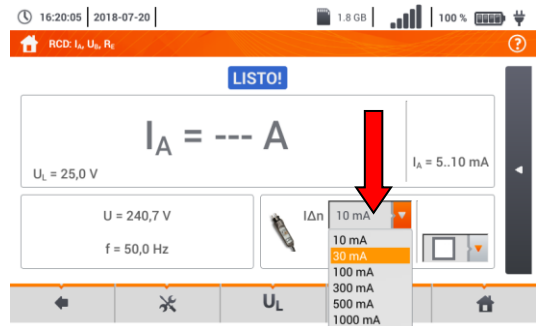 16:20:05 2018-07-20 1.8 GB 100 %
RCD: IA, UB, RE ?
LISTO!
IA = --- A
UL = 25,0 V
IA = 5..10 mA
U = 240,7 V
f = 50,0 Hz
IΔn 10 mA
10 mA
30 mA
100 mA
300 mA
500 mA
1000 mA
UL